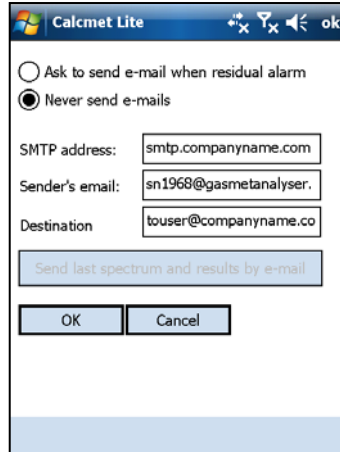 Calcmet Lite ok
Ask to send e-mail when residual alarm
Never send e-mails
SMTP address: smtp.companyname.com
Sender's email: sn1968@gasmetanalyser.
Destination touser@companyname.co
Send last spectrum and results by e-mail
OK Cancel